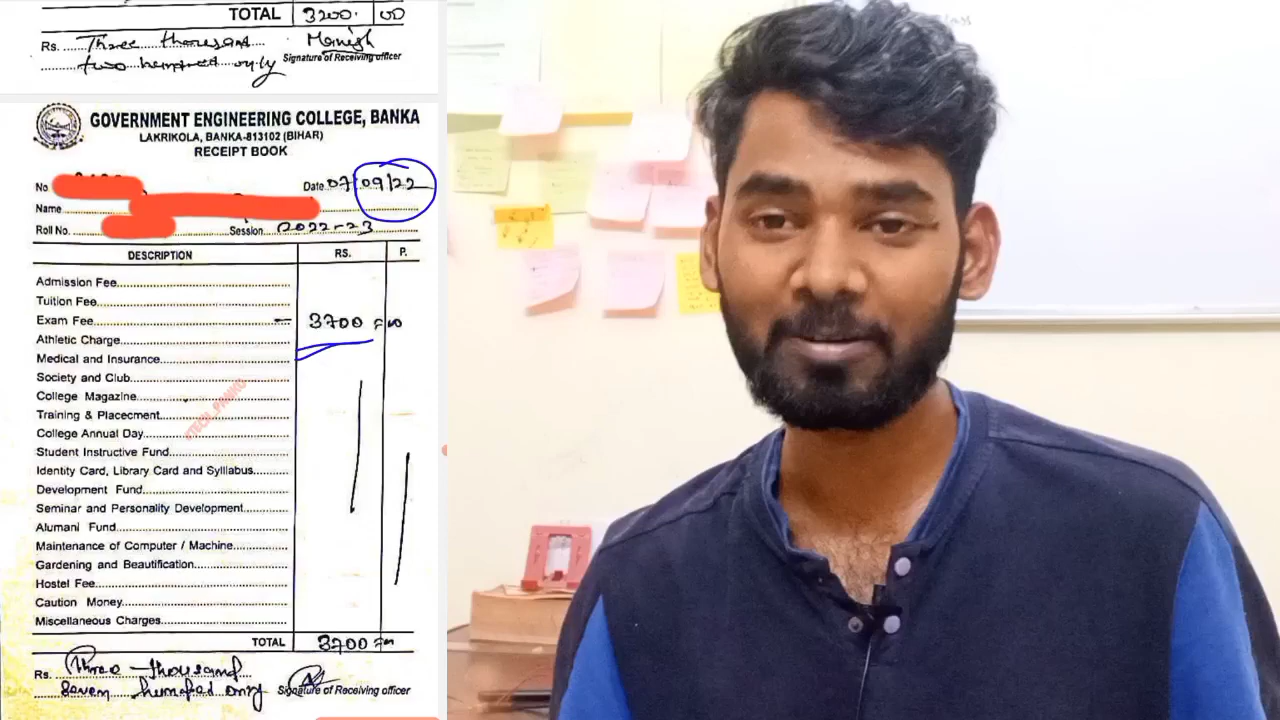 TOTAL 3200. 00
Rs. Three thousand Manish
Signature of Receiving officer
two hundred only
GOVERNMENT ENGINEERING COLLEGE, BANKA
LAKRIKOLA, BANKA-813102 (BIHAR)
RECEIPT BOOK
No Date 07/09/22
Name
Roll No. Session 2022-23
DESCRIPTION RS. P.
Admission Fee
Tuition Fee
Exam Fee 3700 = 00
Athletic Charge
Medical and Insurance
Society and Club
College Magazine
Training & Placecment
College Annual Day
Student Instructive Fund
Identity Card, Library Card and Syllabus
Development Fund
Seminar and Personality Development
Alumani Fund
Maintenance of Computer / Machine
Gardening and Beautification
Hostel Fee
Caution Money
Miscellaneous Charges
TOTAL 3700 = 00
Rs. Three thousand
Seven hundred only Signature of Receiving officer